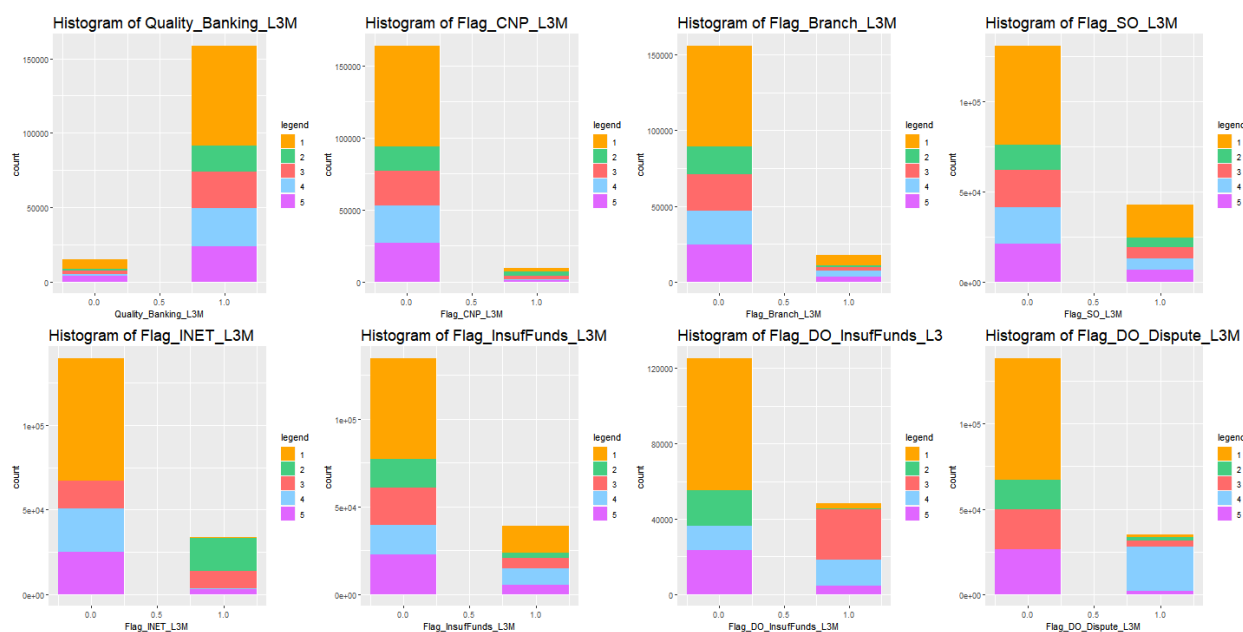 Histogram of Quality_Banking_L3M
count
150000
100000
50000
0
0.0 0.5 1.0
Quality_Banking_L3M
legend
1
2
3
4
5
Histogram of Flag_CNP_L3M
count
150000
100000
50000
0
0.0 0.5 1.0
Flag_CNP_L3M
legend
1
2
3
4
5
Histogram of Flag_Branch_L3M
count
150000
100000
50000
0
0.0 0.5 1.0
Flag_Branch_L3M
legend
1
2
3
4
5
Histogram of Flag_SO_L3M
count
1e+05
5e+04
0e+00
0.0 0.5 1.0
Flag_SO_L3M
legend
1
2
3
4
5
Histogram of Flag_INET_L3M
count
1e+05
5e+04
0e+00
0.0 0.5 1.0
Flag_INET_L3M
legend
1
2
3
4
5
Histogram of Flag_InsufFunds_L3M
count
1e+05
5e+04
0e+00
0.0 0.5 1.0
Flag_InsufFunds_L3M
legend
1
2
3
4
5
Histogram of Flag_DO_InsufFunds_L3
count
120000
80000
40000
0
0.0 0.5 1.0
Flag_DO_InsufFunds_L3M
legend
1
2
3
4
5
Histogram of Flag_DO_Dispute_L3M
count
1e+05
5e+04
0e+00
0.0 0.5 1.0
Flag_DO_Dispute_L3M
legend
1
2
3
4
5